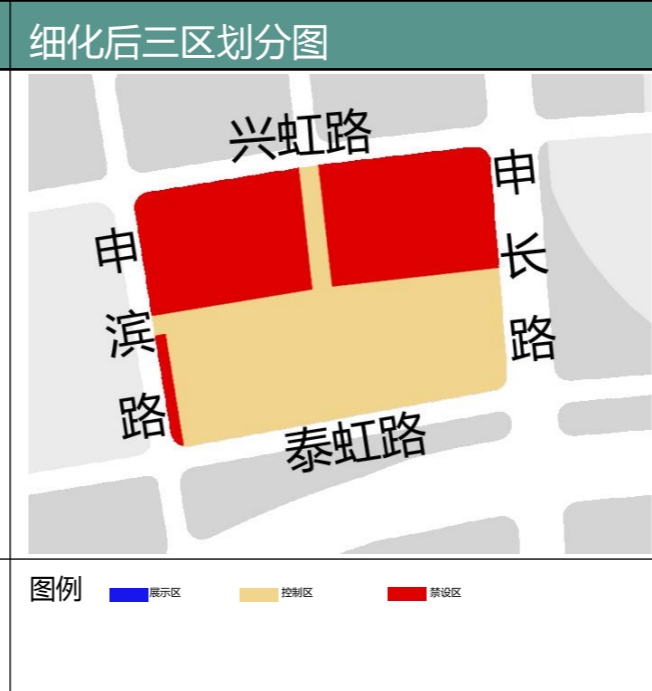 细化后三区划分图
兴虹路
申长路
申滨路
泰虹路
图例
展示区
控制区
禁设区